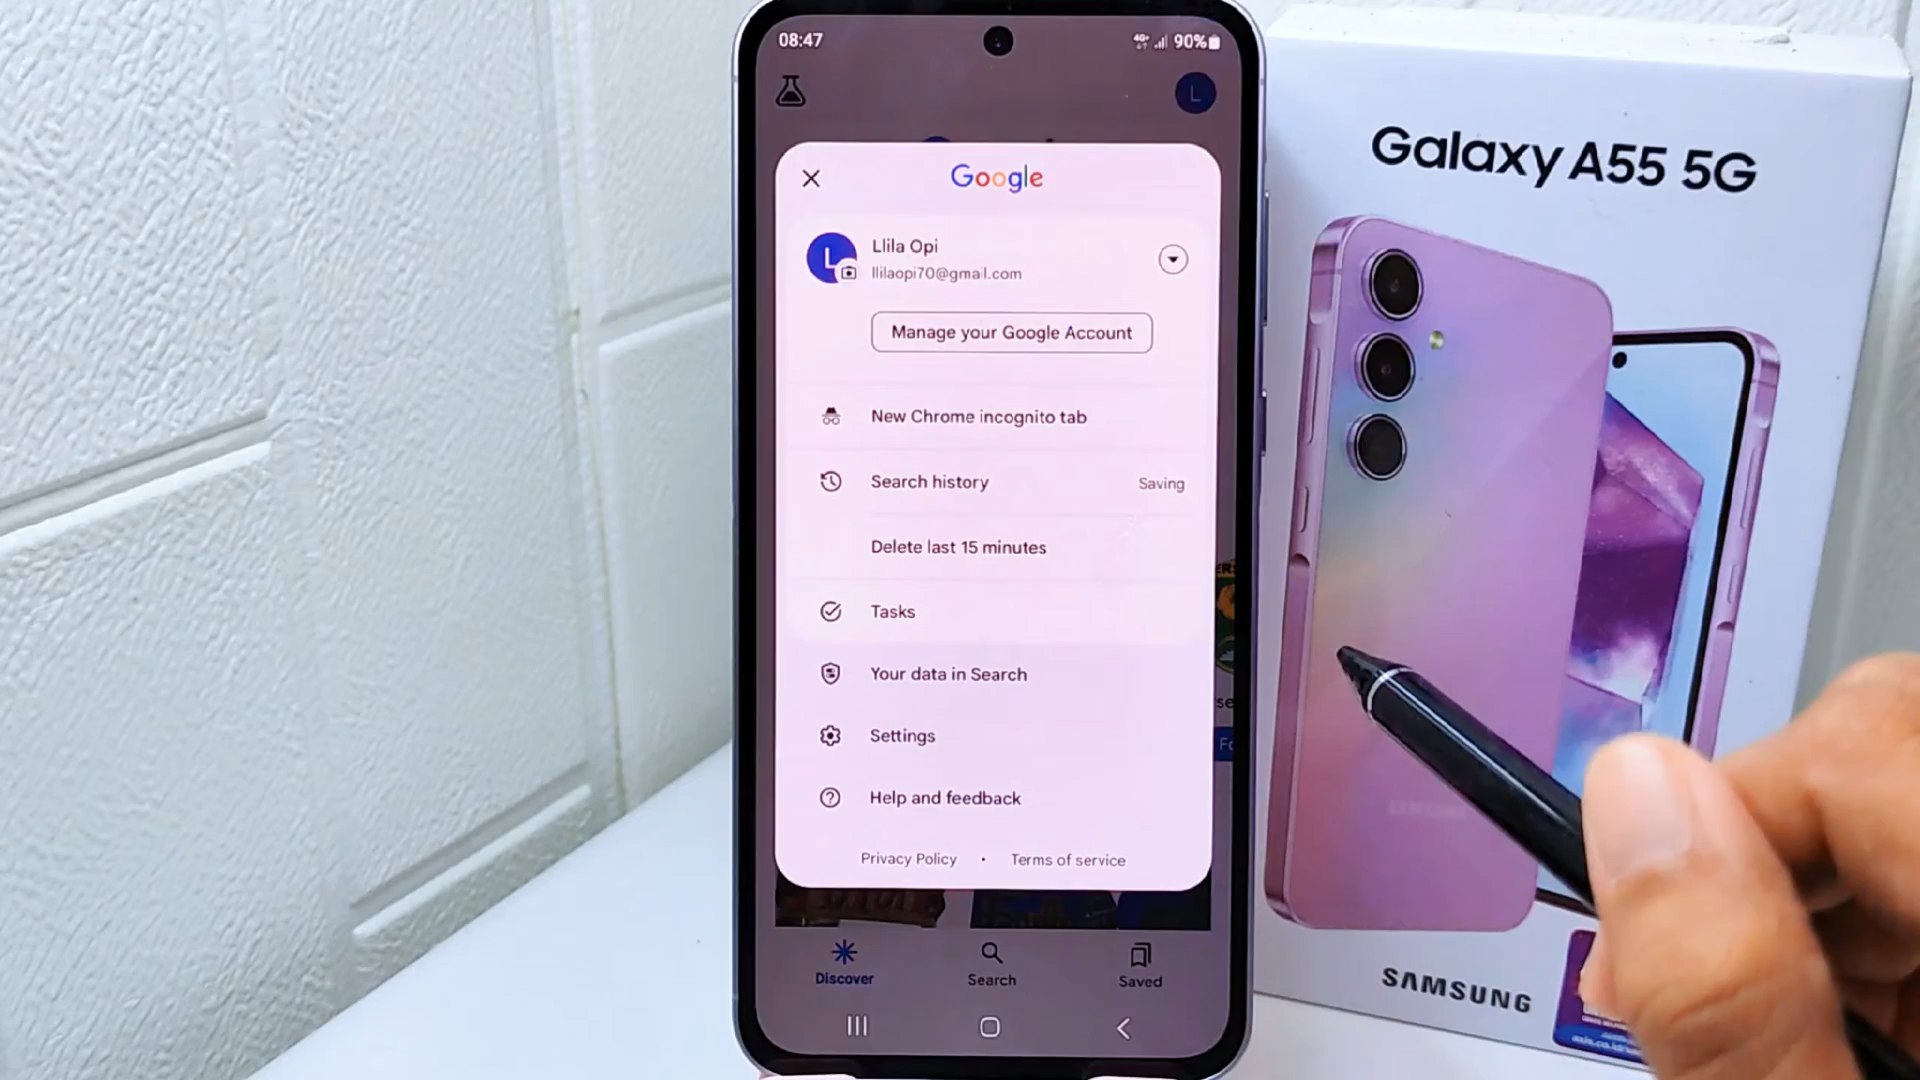 08:47
4G+ 90%
L
Google
L
Llila Opi
llilaopi70@gmail.com
Manage your Google Account
New Chrome incognito tab
Search history
Saving
Delete last 15 minutes
Tasks
Your data in Search
Settings
Help and feedback
Privacy Policy · Terms of service
Discover
Search
Saved
Galaxy A55 5G
SAMSUNG
SAMSUNG